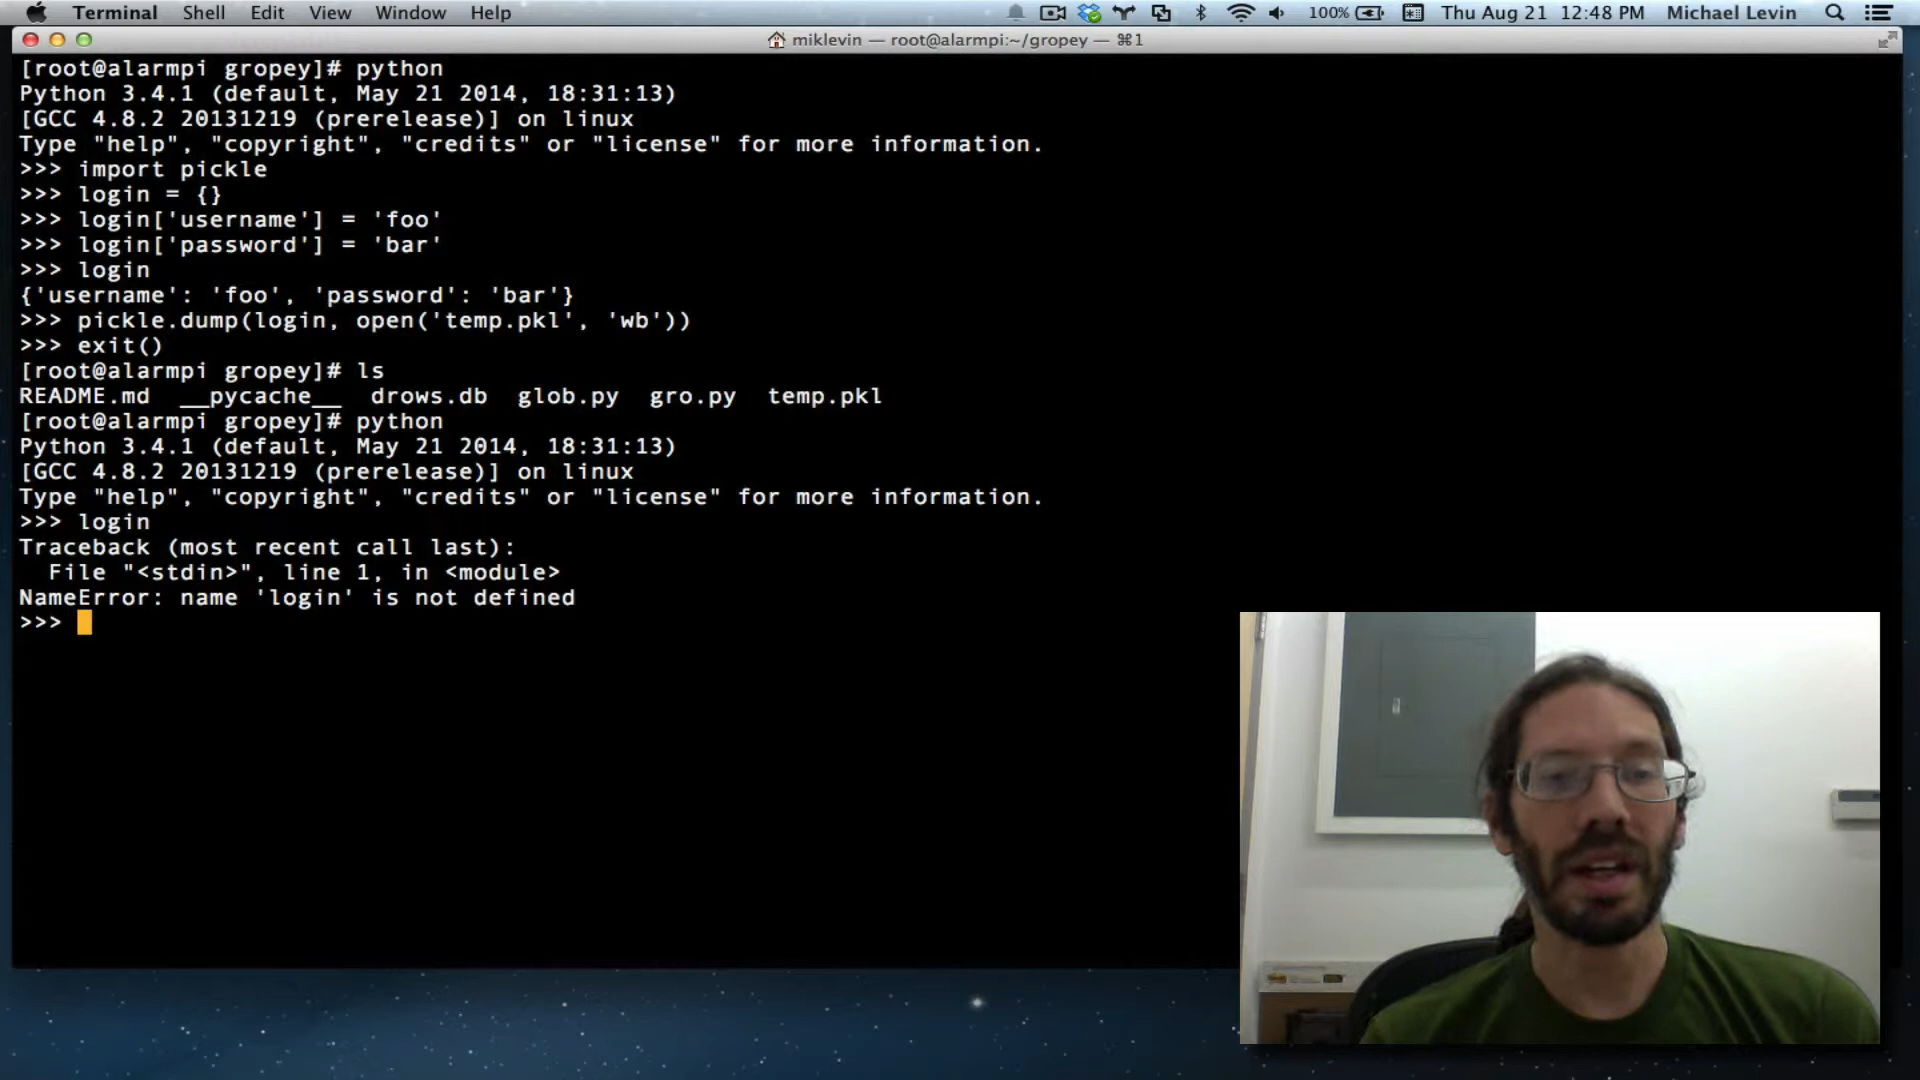 Terminal Shell Edit View Window Help 100% Thu Aug 21 12:48 PM Michael Levin
miklevin — root@alarmpi:~/gropey — ⌘1
[root@alarmpi gropey]# python
Python 3.4.1 (default, May 21 2014, 18:31:13)
[GCC 4.8.2 20131219 (prerelease)] on linux
Type "help", "copyright", "credits" or "license" for more information.
>>> import pickle
>>> login = {}
>>> login['username'] = 'foo'
>>> login['password'] = 'bar'
>>> login
{'username': 'foo', 'password': 'bar'}
>>> pickle.dump(login, open('temp.pkl', 'wb'))
>>> exit()
[root@alarmpi gropey]# ls
README.md  __pycache__  drows.db  glob.py  gro.py  temp.pkl
[root@alarmpi gropey]# python
Python 3.4.1 (default, May 21 2014, 18:31:13)
[GCC 4.8.2 20131219 (prerelease)] on linux
Type "help", "copyright", "credits" or "license" for more information.
>>> login
Traceback (most recent call last):
  File "<stdin>", line 1, in <module>
NameError: name 'login' is not defined
>>>